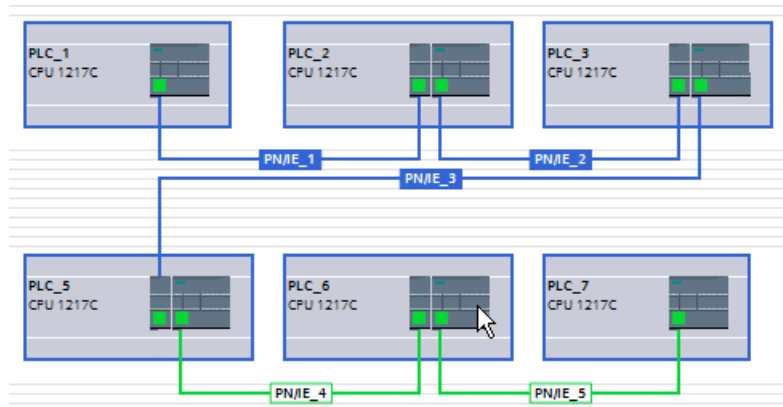 PLC_1
CPU 1217C
PLC_2
CPU 1217C
PLC_3
CPU 1217C
PN/IE_1
PN/IE_2
PN/IE_3
PLC_5
CPU 1217C
PLC_6
CPU 1217C
PLC_7
CPU 1217C
PN/IE_4
PN/IE_5